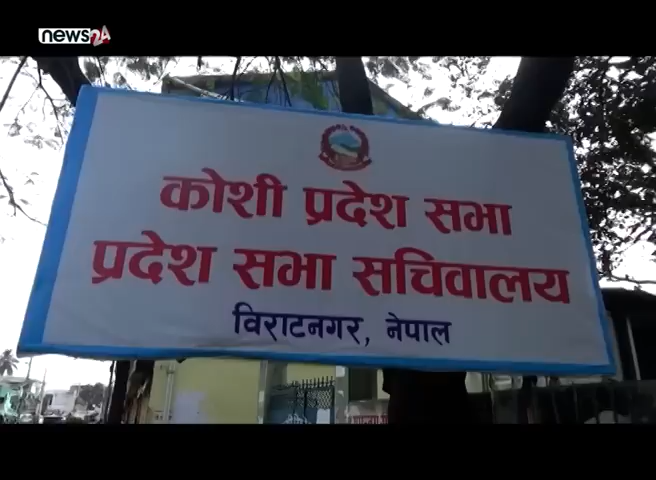 news24
कोशी प्रदेश सभा
प्रदेश सभा सचिवालय
विराटनगर, नेपाल